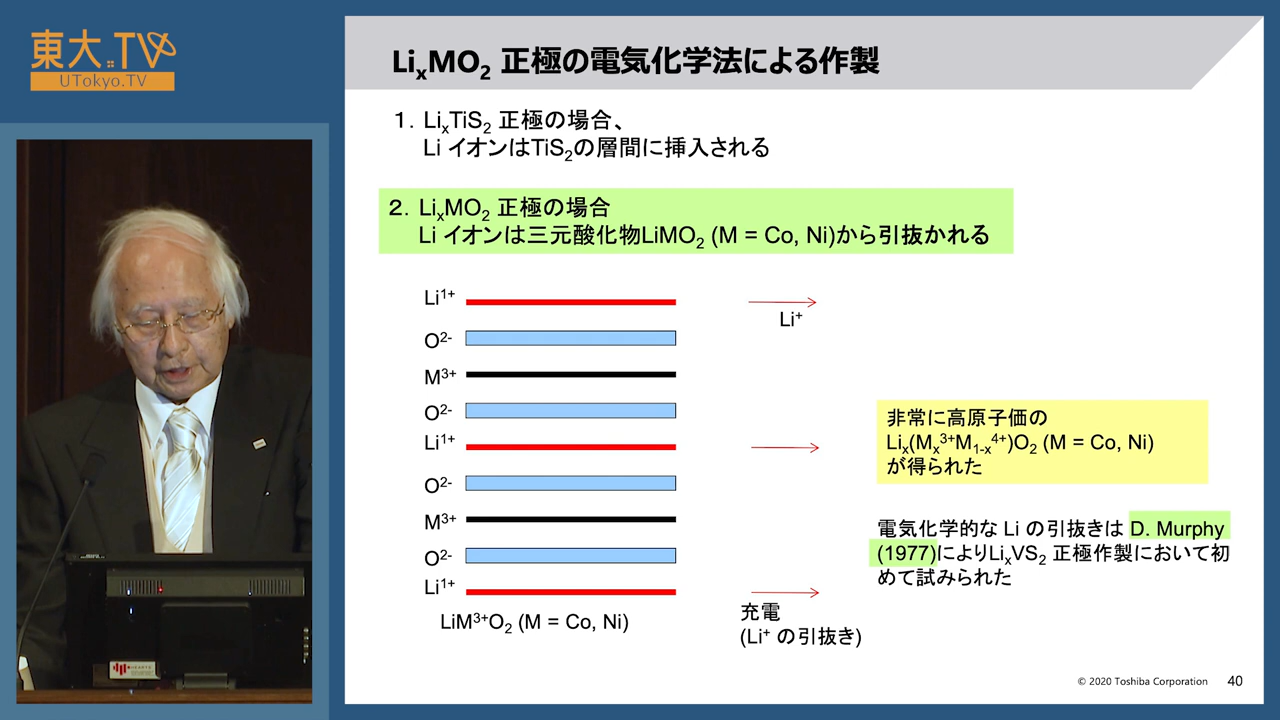 東大.TV
UTokyo.TV
LixMO2 正極の電気化学法による作製
1. LixTiS2 正極の場合、
Li イオンはTiS2の層間に挿入される
2. LixMO2 正極の場合
Li イオンは三元酸化物LiMO2 (M = Co, Ni)から引抜かれる
Li1+
O2-
M3+
O2-
Li1+
O2-
M3+
O2-
Li1+
LiM3+O2 (M = Co, Ni)
Li+
充電
(Li+ の引抜き)
非常に高原子価の
Lix(Mx3+M1-x4+)O2 (M = Co, Ni)
が得られた
電気化学的な Li の引抜きは D. Murphy
(1977)によりLixVS2 正極作製において初
めて試みられた
© 2020 Toshiba Corporation 40